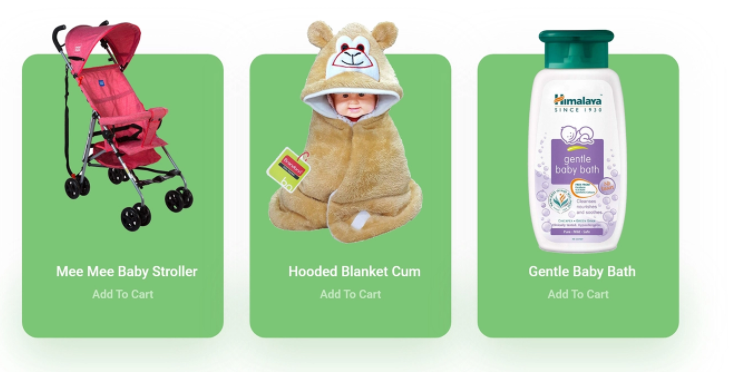 Himalaya
SINCE 1930
gentle
baby bath
Mee Mee Baby Stroller
Hooded Blanket Cum
Gentle Baby Bath
Add To Cart
Add To Cart
Add To Cart